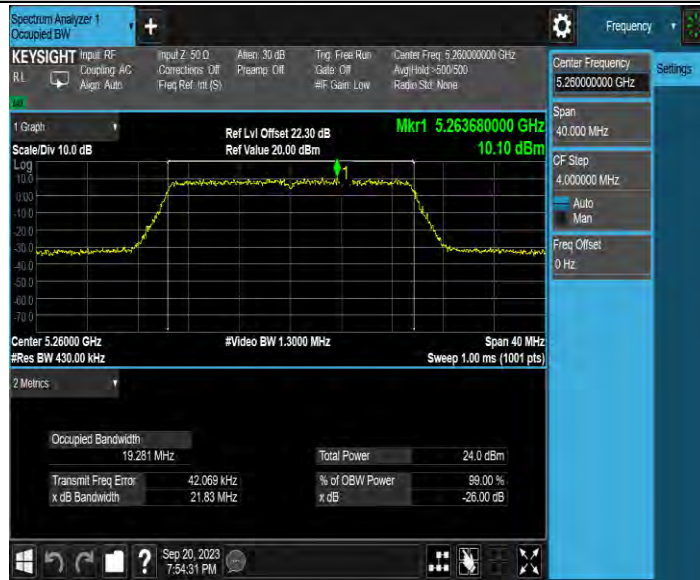 Spectrum Analyzer 1
Occupied BW
+
Frequency
KEYSIGHT
Input: RF
Coupling: AC
Align: Auto
Input Z: 50 Ω
Corrections: Off
Freq Ref: Int (S)
Atten: 30 dB
Preamp: Off
Trig: Free Run
Gate: Off
#IF Gain: Low
Center Freq: 5.260000000 GHz
Avg|Hold:>500/500
Radio Std: None
RL
1 Graph
Scale/Div 10.0 dB
Ref Lvl Offset 22.30 dB
Ref Value 20.00 dBm
Mkr1 5.263680000 GHz
10.10 dBm
Log
10.0
0.00
-10.0
-20.0
-30.0
-40.0
-50.0
-60.0
-70.0
1
Center 5.26000 GHz
#Res BW 430.00 kHz
#Video BW 1.3000 MHz
Span 40 MHz
Sweep 1.00 ms (1001 pts)
2 Metrics
Occupied Bandwidth
19.281 MHz
Total Power 24.0 dBm
Transmit Freq Error 42.069 kHz
% of OBW Power 99.00 %
x dB Bandwidth 21.83 MHz
x dB -26.00 dB
Center Frequency
5.260000000 GHz
Settings
Span
40.000 MHz
CF Step
4.000000 MHz
Auto
Man
Freq Offset
0 Hz
?
Sep 20, 2023
7:54:31 PM